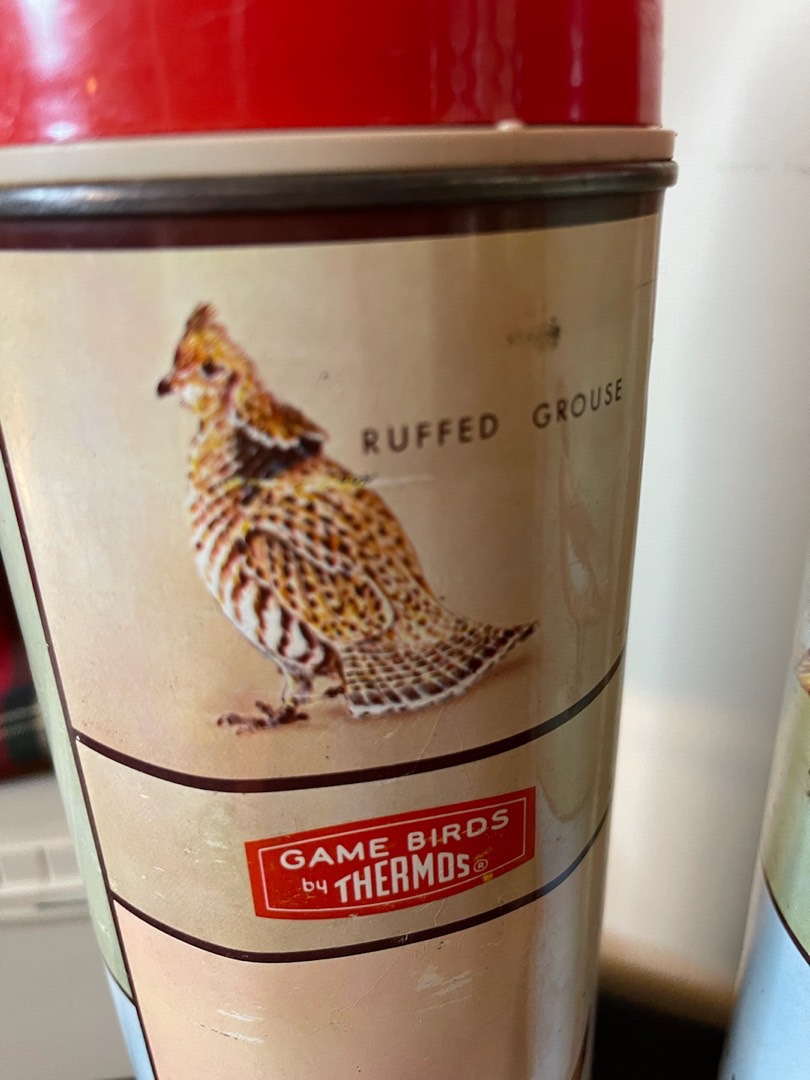 RUFFED GROUSE
GAME BIRDS
by THERMOS®